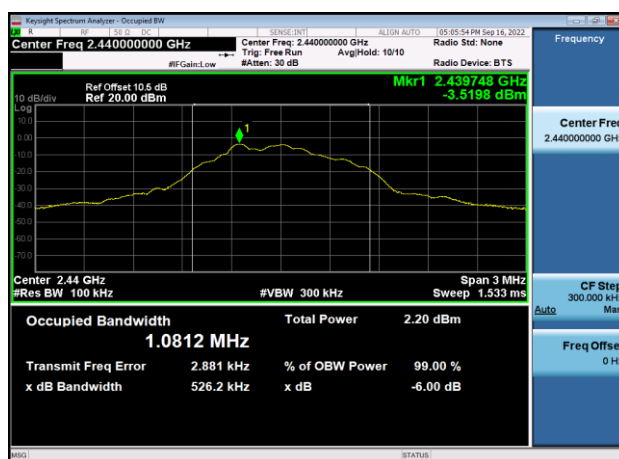 Keysight Spectrum Analyzer - Occupied BW
R RF 50 Ω DC SENSE:INT ALIGN AUTO 05:05:54 PM Sep 16, 2022
Center Freq 2.440000000 GHz Center Freq: 2.440000000 GHz Radio Std: None
Trig: Free Run Avg|Hold: 10/10
#IFGain:Low #Atten: 30 dB Radio Device: BTS
Frequency
Mkr1 2.439748 GHz
-3.5198 dBm
Ref Offset 10.5 dB
10 dB/div Ref 20.00 dBm
Log
10.0
0.00
-10.0
-20.0
-30.0
-40.0
-50.0
-60.0
-70.0
1
Center 2.44 GHz Span 3 MHz
#Res BW 100 kHz #VBW 300 kHz Sweep 1.533 ms
Occupied Bandwidth Total Power 2.20 dBm
1.0812 MHz
Transmit Freq Error 2.881 kHz % of OBW Power 99.00 %
x dB Bandwidth 526.2 kHz x dB -6.00 dB
Center Freq
2.440000000 GHz
CF Step
300.000 kHz
Auto Man
Freq Offset
0 Hz
MSG STATUS